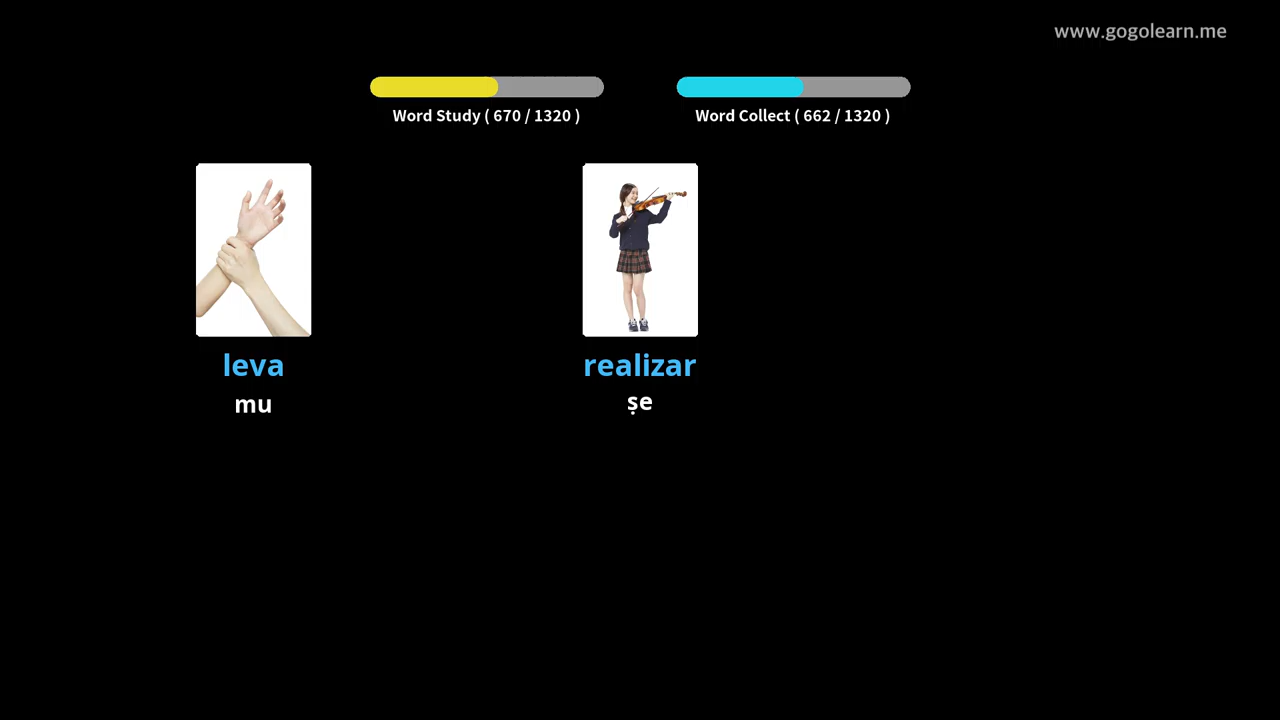 www.gogolearn.me
Word Study ( 670 / 1320 )
Word Collect ( 662 / 1320 )
leva
mu
realizar
ṣe